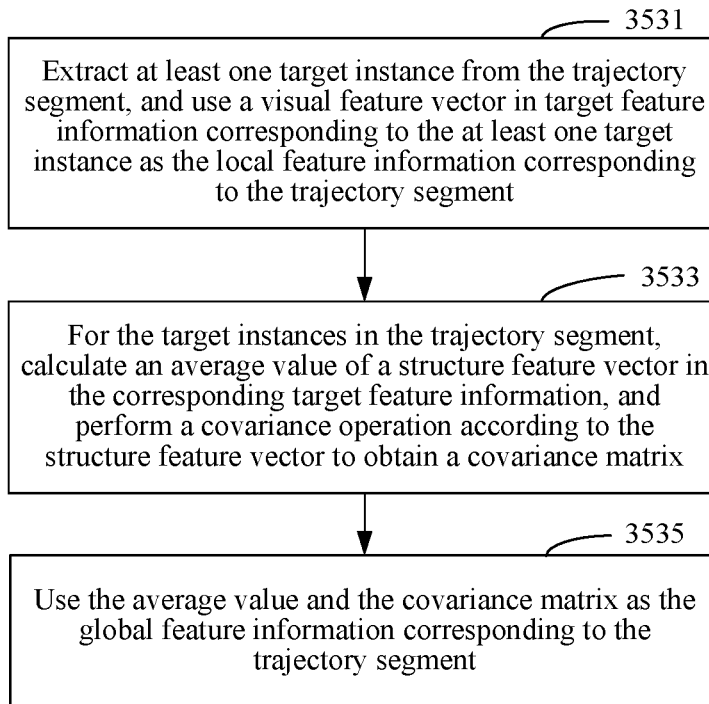 3531
Extract at least one target instance from the trajectory
segment, and use a visual feature vector in target feature
information corresponding to the at least one target
instance as the local feature information corresponding
to the trajectory segment
3533
For the target instances in the trajectory segment,
calculate an average value of a structure feature vector in
the corresponding target feature information, and
perform a covariance operation according to the
structure feature vector to obtain a covariance matrix
3535
Use the average value and the covariance matrix as the
global feature information corresponding to the
trajectory segment